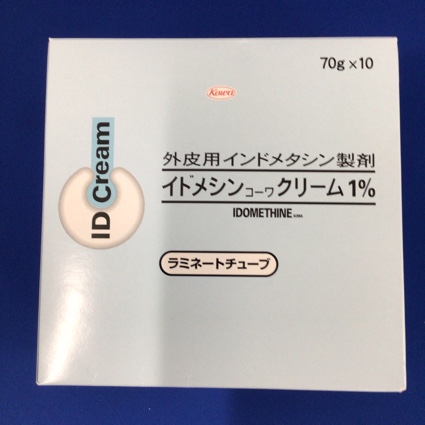 70g×10
Kowa
外皮用インドメタシン製剤
イドメシンコーワクリーム1%
IDOMETHINE KOWA
ID Cream
ラミネートチューブ